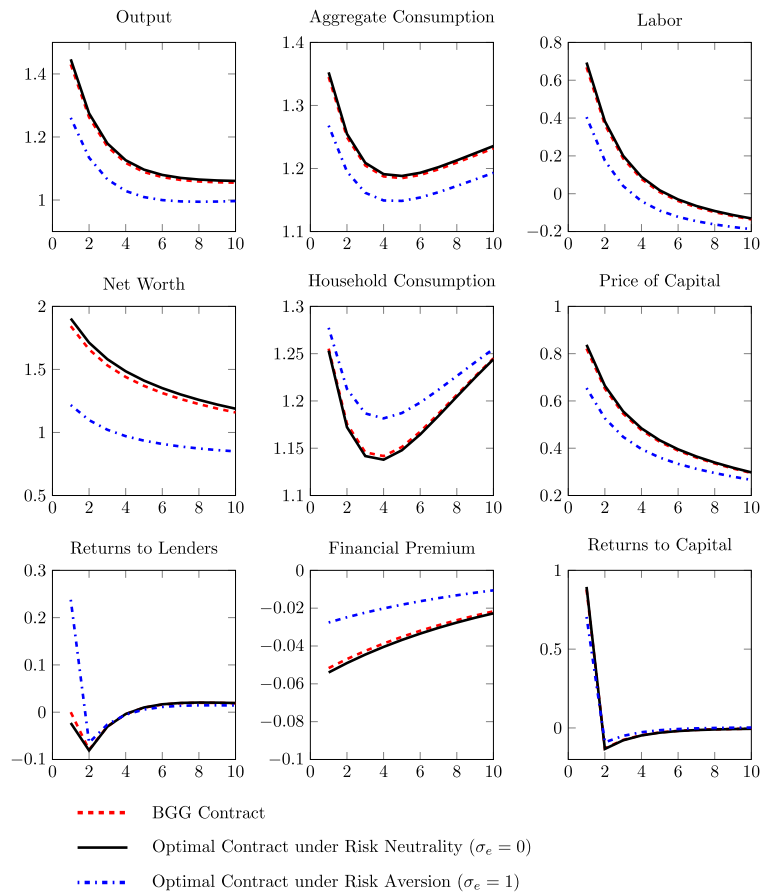 Output
Aggregate Consumption
Labor
1.4
1.2
1
0 2 4 6 8 10
1.4
1.3
1.2
1.1
0 2 4 6 8 10
0.8
0.6
0.4
0.2
0
−0.2
0 2 4 6 8 10
Net Worth
Household Consumption
Price of Capital
2
1.5
1
0.5
0 2 4 6 8 10
1.3
1.25
1.2
1.15
1.1
0 2 4 6 8 10
1
0.8
0.6
0.4
0.2
0 2 4 6 8 10
Returns to Lenders
Financial Premium
Returns to Capital
0.3
0.2
0.1
0
−0.1
0 2 4 6 8 10
0
−0.02
−0.04
−0.06
−0.08
−0.1
0 2 4 6 8 10
1
0.5
0
0 2 4 6 8 10
BGG Contract
Optimal Contract under Risk Neutrality (σe = 0)
Optimal Contract under Risk Aversion (σe = 1)